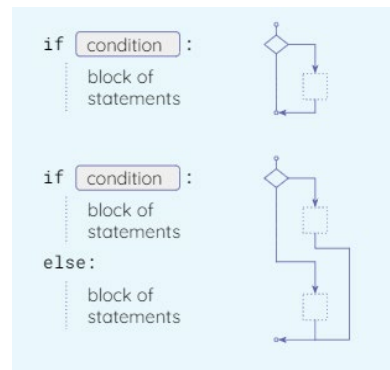 if condition :
block of
statements
if condition :
block of
statements
else:
block of
statements